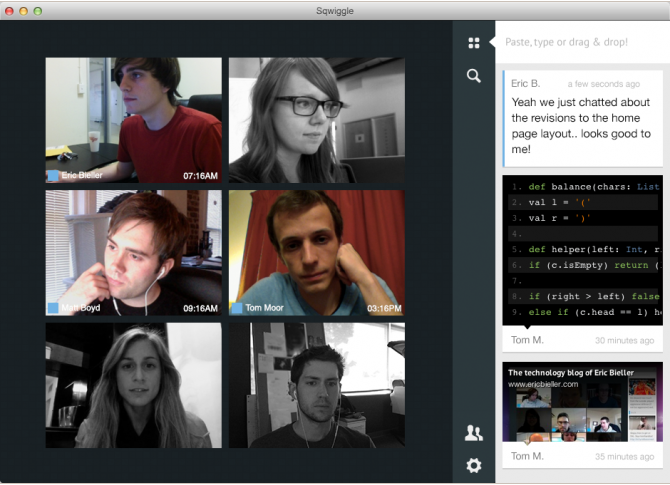 Sqwiggle
Eric Bieller 07:16AM
Matt Boyd 09:16AM
Tom Moor 03:16PM
Paste, type or drag & drop!
Eric B. a few seconds ago
Yeah we just chatted about
the revisions to the home
page layout.. looks good to
me!
1. def balance(chars: List
2. val l = '('
3. val r = ')'
4.
5. def helper(left: Int, r
6. if (c.isEmpty) return (
7.
8. if (right > left) false
9. else if (c.head == l) h
Tom M. 30 minutes ago
The technology blog of Eric Bieller
www.ericbieller.com
Tom M. 35 minutes ago